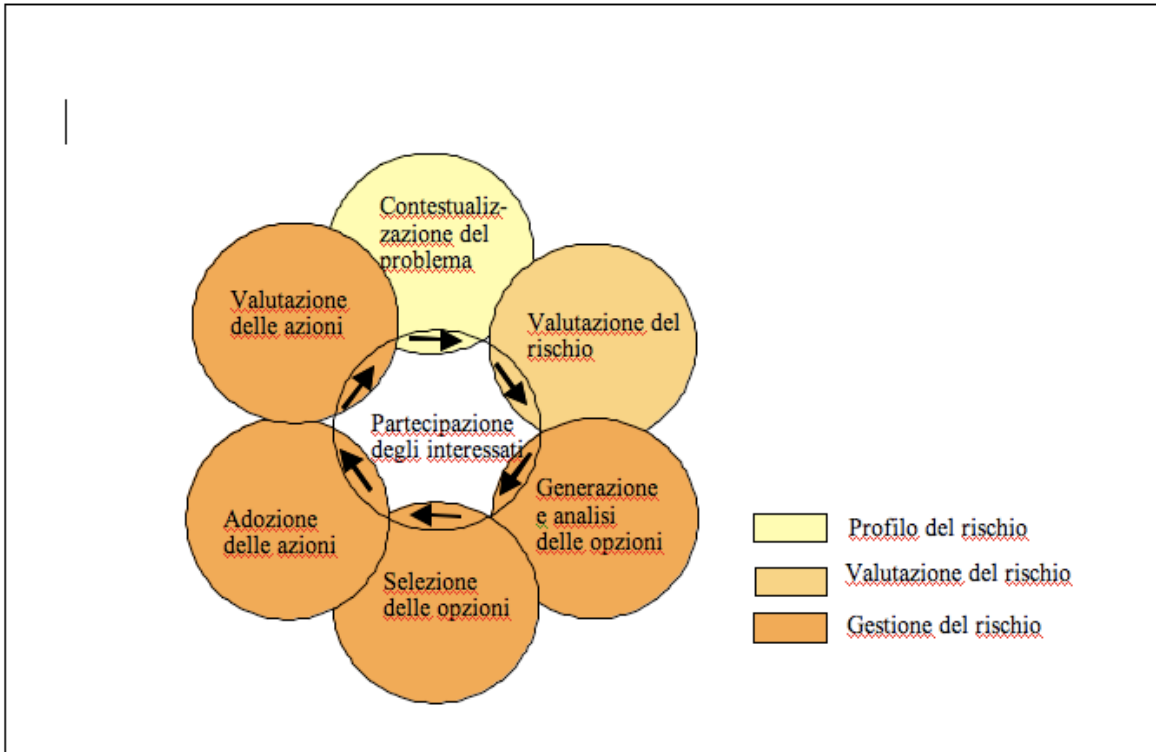 Contestualiz-
zazione del
problema
Valutazione del
rischio
Generazione
e analisi
delle opzioni
Selezione
delle opzioni
Adozione
delle azioni
Valutazione
delle azioni
Partecipazione
degli interessati
Profilo del rischio
Valutazione del rischio
Gestione del rischio